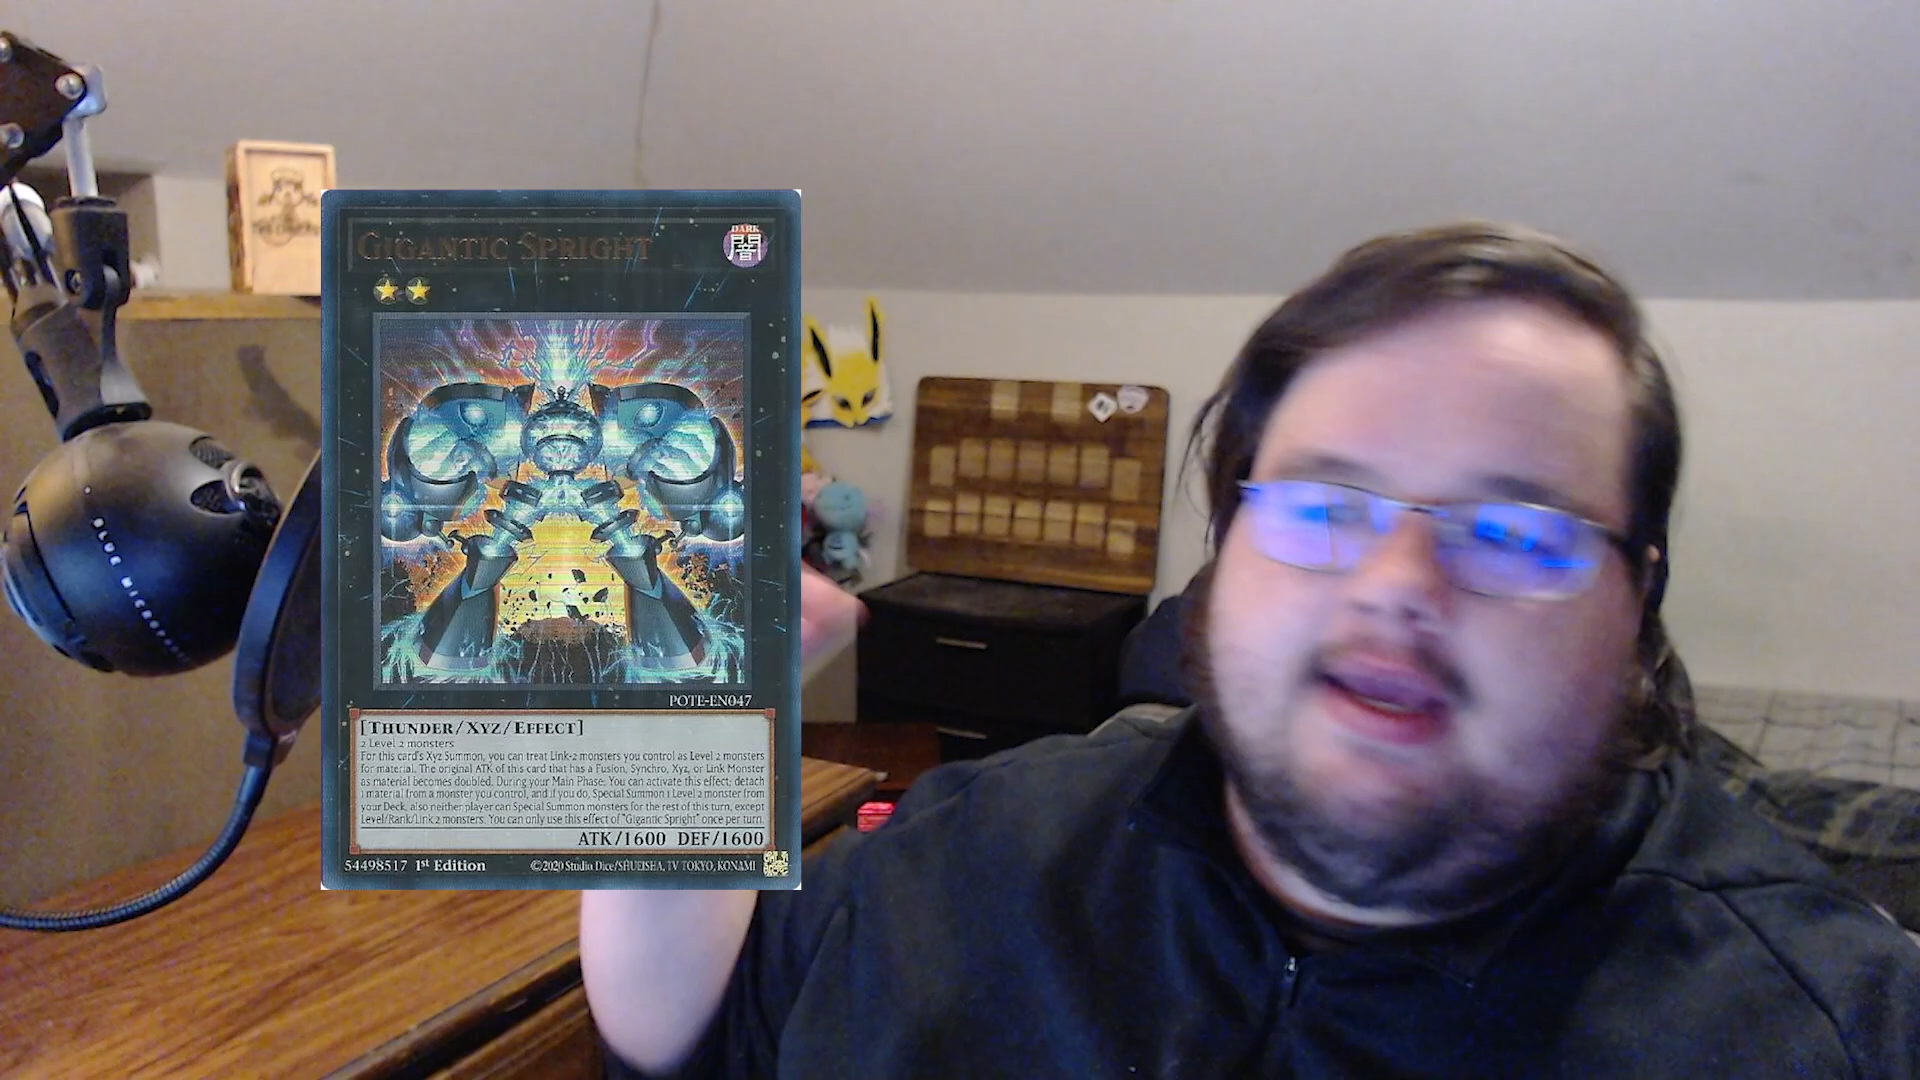 GIGANTIC SPRIGHT
DARK
闇
POTE-EN047
[THUNDER/XYZ/EFFECT]
2 Level 2 monsters
For this card's Xyz Summon, you can treat Link-2 monsters you control as Level 2 monsters
for material. The original ATK of this card that has a Fusion, Synchro, Xyz, or Link Monster
as material becomes doubled. During your Main Phase: You can activate this effect; detach
1 material from a monster you control, and if you do, Special Summon 1 Level 2 monster from
your Deck, also neither player can Special Summon monsters for the rest of this turn, except
Level/Rank/Link 2 monsters. You can only use this effect of "Gigantic Spright" once per turn.
ATK/1600 DEF/1600
54498517 1st Edition
©2020 Studio Dice/SHUEISHA, TV TOKYO, KONAMI
BLUE MICROPHONES